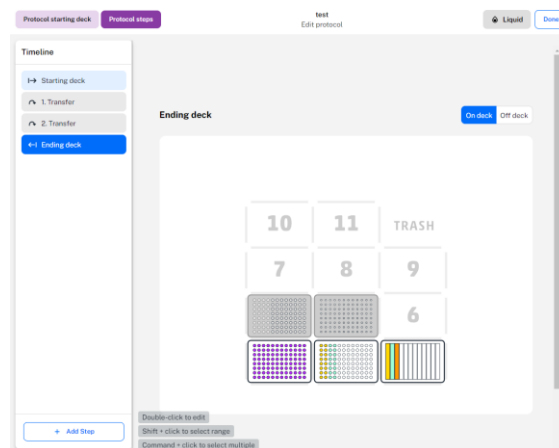 Protocol starting deck
Protocol steps
test
Edit protocol
Liquid
Done
Timeline
Starting deck
1. Transfer
2. Transfer
Ending deck
+ Add Step
Ending deck
On deck
Off deck
10 11 TRASH
7 8 9
6
Double-click to edit
Shift + click to select range
Command + click to select multiple